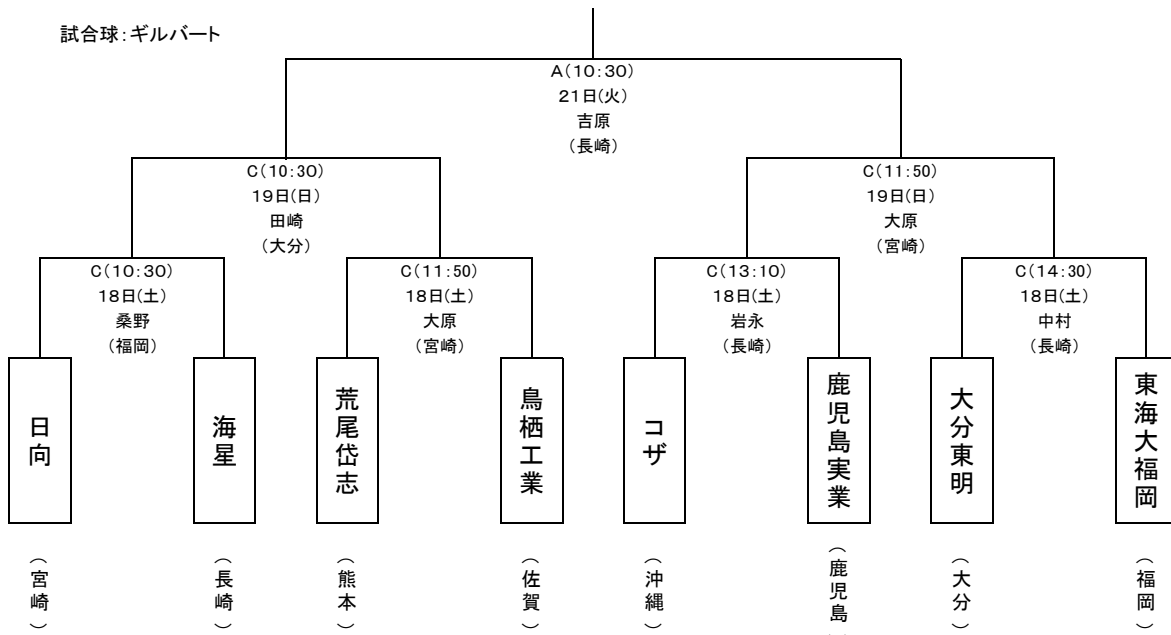 試合球：ギルバート
A（10：30）
21日（火）
吉原
（長崎）
C（10：30）
19日（日）
田崎
（大分）
C（11：50）
19日（日）
大原
（宮崎）
C（10：30）
18日（土）
桑野
（福岡）
C（11：50）
18日（土）
大原
（宮崎）
C（13：10）
18日（土）
岩永
（長崎）
C（14：30）
18日（土）
中村
（長崎）
日向
海星
荒尾岱志
鳥栖工業
コザ
鹿児島実業
大分東明
東海大福岡
（宮崎）
（長崎）
（熊本）
（佐賀）
（沖縄）
（鹿児島
（大分）
（福岡）